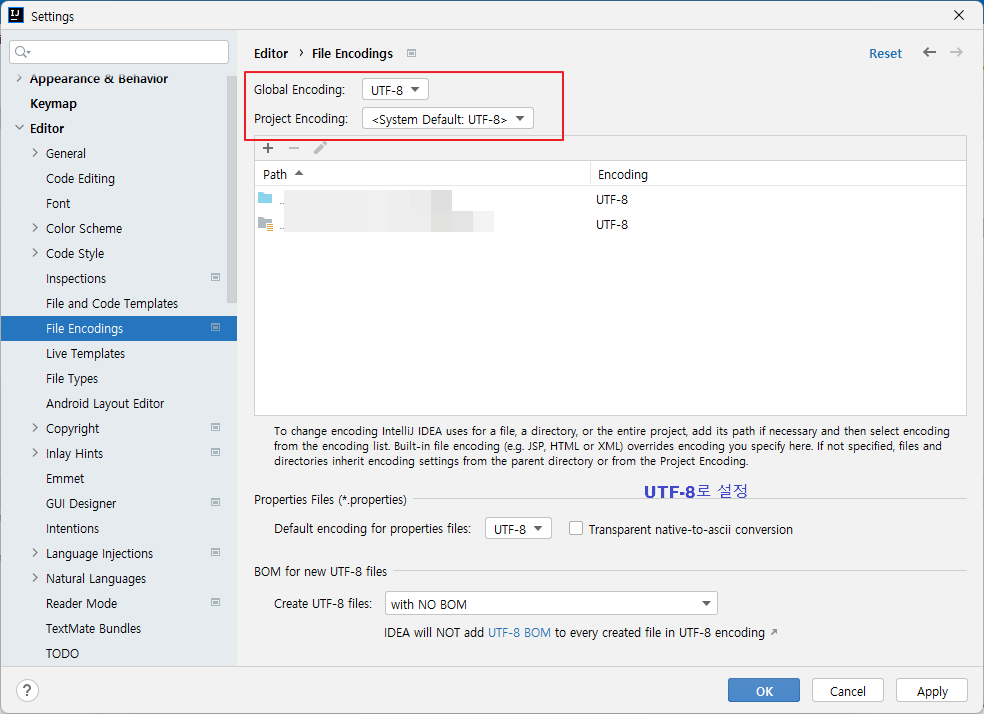 Settings
Editor › File Encodings
Reset
Appearance & Behavior
Keymap
Editor
General
Code Editing
Font
Color Scheme
Code Style
Inspections
File and Code Templates
File Encodings
Live Templates
File Types
Android Layout Editor
Copyright
Inlay Hints
Emmet
GUI Designer
Intentions
Language Injections
Natural Languages
Reader Mode
TextMate Bundles
TODO
Global Encoding: UTF-8
Project Encoding: <System Default: UTF-8>
Path Encoding
.. UTF-8
.. UTF-8
To change encoding IntelliJ IDEA uses for a file, a directory, or the entire project, add its path if necessary and then select encoding
from the encoding list. Built-in file encoding (e.g. JSP, HTML or XML) overrides encoding you specify here. If not specified, files and
directories inherit encoding settings from the parent directory or from the Project Encoding.
UTF-8로 설정
Properties Files (*.properties)
Default encoding for properties files: UTF-8 Transparent native-to-ascii conversion
BOM for new UTF-8 files
Create UTF-8 files: with NO BOM
IDEA will NOT add UTF-8 BOM to every created file in UTF-8 encoding ↗
? OK Cancel Apply